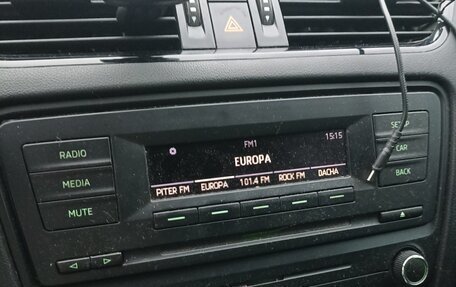 FM1 15:15
EUROPA
PITER FM EUROPA 101.4 FM ROCK FM DACHA
RADIO
MEDIA
MUTE
SETUP
CAR
BACK